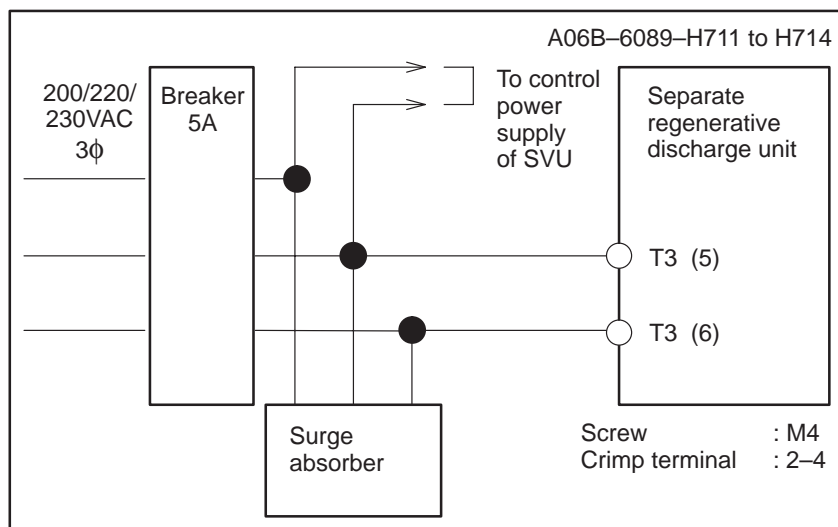 A06B–6089–H711 to H714
200/220/
230VAC
3ϕ
Breaker
5A
To control
power
supply
of SVU
Separate
regenerative
discharge unit
T3 (5)
T3 (6)
Surge
absorber
Screw : M4
Crimp terminal : 2–4